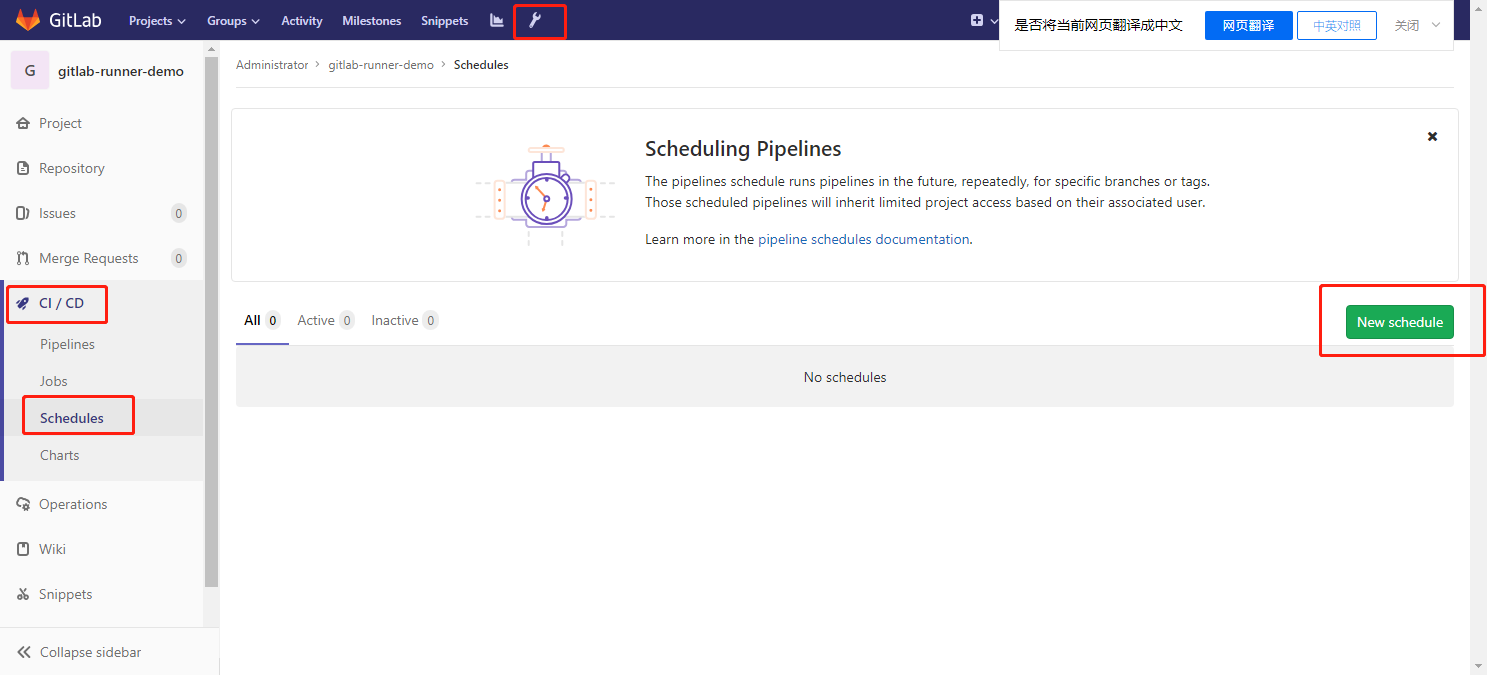 GitLab Projects Groups Activity Milestones Snippets
是否将当前网页翻译成中文 网页翻译 中英对照 关闭
G gitlab-runner-demo
Project
Repository
Issues 0
Merge Requests 0
CI / CD
Pipelines
Jobs
Schedules
Charts
Operations
Wiki
Snippets
Collapse sidebar
Administrator › gitlab-runner-demo › Schedules
Scheduling Pipelines
The pipelines schedule runs pipelines in the future, repeatedly, for specific branches or tags.
Those scheduled pipelines will inherit limited project access based on their associated user.
Learn more in the pipeline schedules documentation.
All 0 Active 0 Inactive 0
New schedule
No schedules